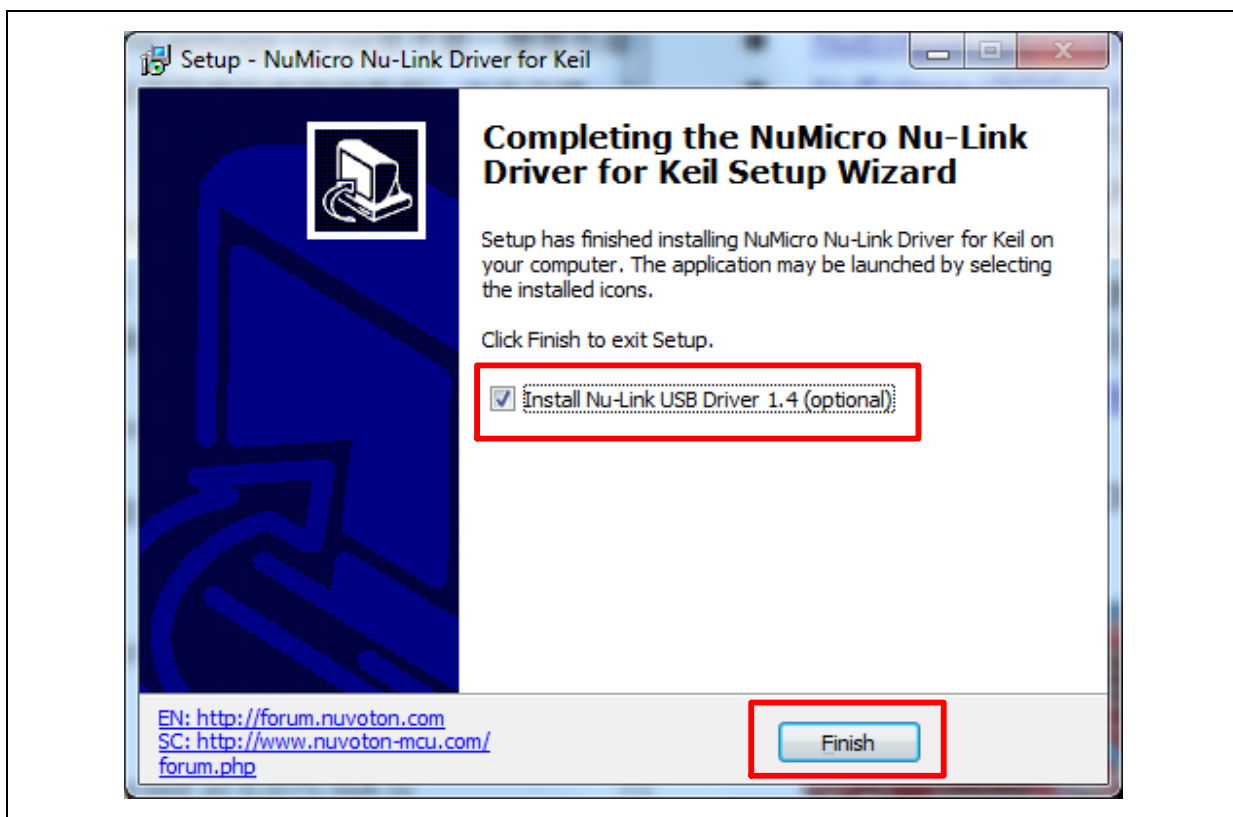 Setup - NuMicro Nu-Link Driver for Keil
Completing the NuMicro Nu-Link
Driver for Keil Setup Wizard
Setup has finished installing NuMicro Nu-Link Driver for Keil on
your computer. The application may be launched by selecting
the installed icons.
Click Finish to exit Setup.
Install Nu-Link USB Driver 1.4 (optional)
EN: http://forum.nuvoton.com
SC: http://www.nuvoton-mcu.com/
forum.php
Finish